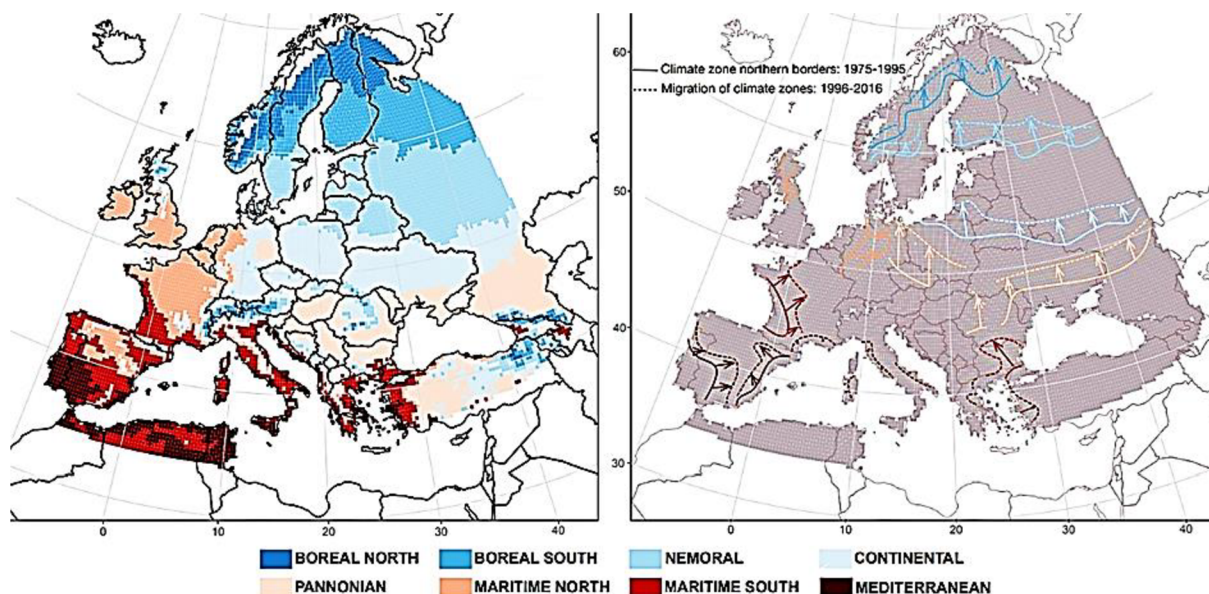 Climate zone northern borders: 1975-1995
Migration of climate zones: 1996-2016
60
50
40
30
0 10 20 30 40
0 10 20 30 40
BOREAL NORTH BOREAL SOUTH NEMORAL CONTINENTAL
PANNONIAN MARITIME NORTH MARITIME SOUTH MEDITERRANEAN